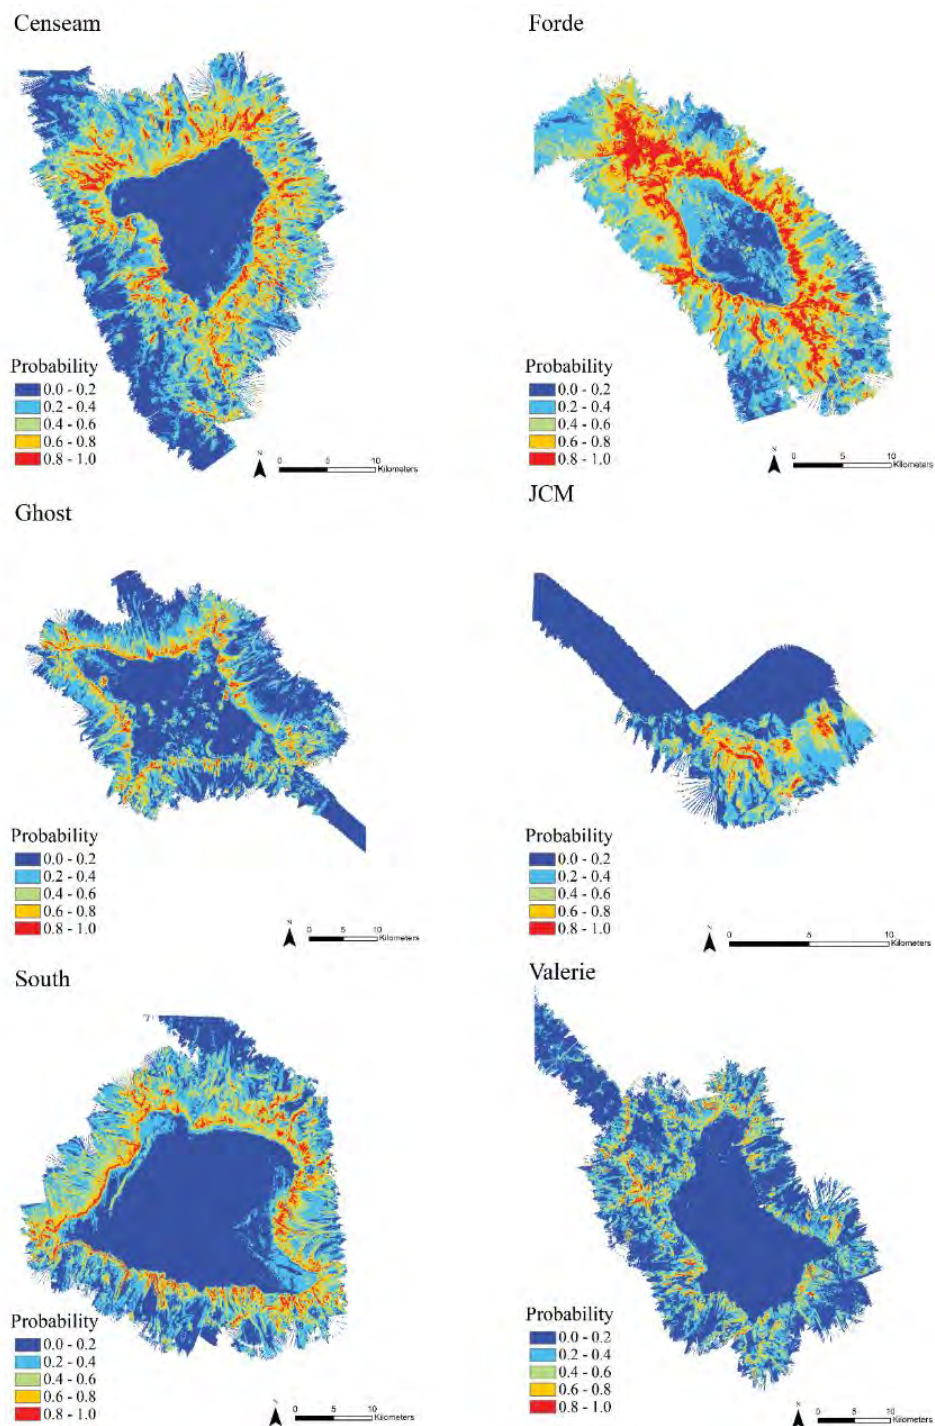 Censeam
Probability
0.0 - 0.2
0.2 - 0.4
0.4 - 0.6
0.6 - 0.8
0.8 - 1.0
N
0 5 10
Kilometers
Forde
Probability
0.0 - 0.2
0.2 - 0.4
0.4 - 0.6
0.6 - 0.8
0.8 - 1.0
N
0 5 10
Kilometers
Ghost
Probability
0.0 - 0.2
0.2 - 0.4
0.4 - 0.6
0.6 - 0.8
0.8 - 1.0
N
0 5 10
Kilometers
JCM
Probability
0.0 - 0.2
0.2 - 0.4
0.4 - 0.6
0.6 - 0.8
0.8 - 1.0
N
0 5 10
Kilometers
South
Probability
0.0 - 0.2
0.2 - 0.4
0.4 - 0.6
0.6 - 0.8
0.8 - 1.0
N
0 5 10
Kilometers
Valerie
Probability
0.0 - 0.2
0.2 - 0.4
0.4 - 0.6
0.6 - 0.8
0.8 - 1.0
N
0 5 10
Kilometers